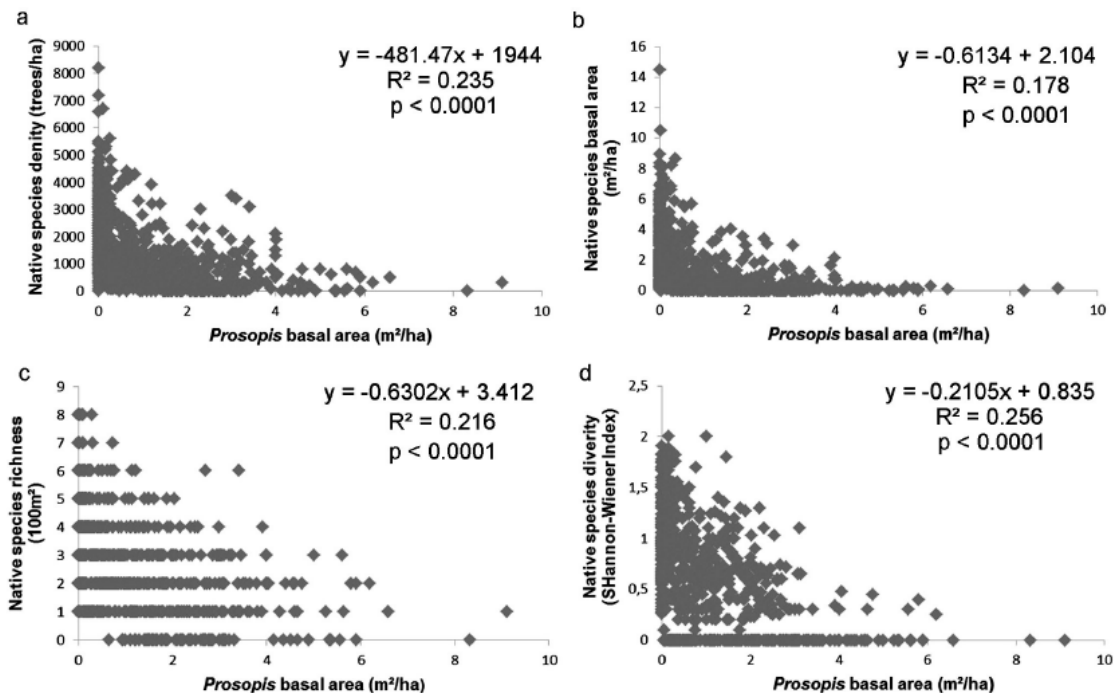 a
y = -481.47x + 1944
R² = 0.235
p < 0.0001
Native species denity (trees/ha)
9000
8000
7000
6000
5000
4000
3000
2000
1000
0
0 2 4 6 8 10
Prosopis basal area (m²/ha)
b
y = -0.6134 + 2.104
R² = 0.178
p < 0.0001
Native species basal area
(m²/ha)
16
14
12
10
8
6
4
2
0
0 2 4 6 8 10
Prosopis basal area (m²/ha)
c
y = -0.6302x + 3.412
R² = 0.216
p < 0.0001
Native species richness
(100m²)
9
8
7
6
5
4
3
2
1
0
0 2 4 6 8 10
Prosopis basal area (m²/ha)
d
y = -0.2105x + 0.835
R² = 0.256
p < 0.0001
Native species diverity
(SHannon-Wiener Index)
2,5
2
1,5
1
0,5
0
0 2 4 6 8 10
Prosopis basal area (m²/ha)